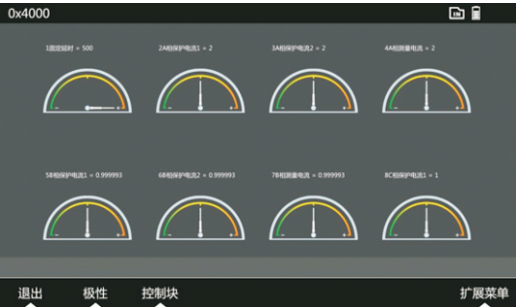 0x4000
IN
1固定延时 = 500
2A相保护电流1 = 2
3A相保护电流2 = 2
4A相测量电流 = 2
5B相保护电流1 = 0.999993
6B相保护电流2 = 0.999993
7B相测量电流 = 0.999993
8C相保护电流1 = 1
退出
极性
控制块
扩展菜单